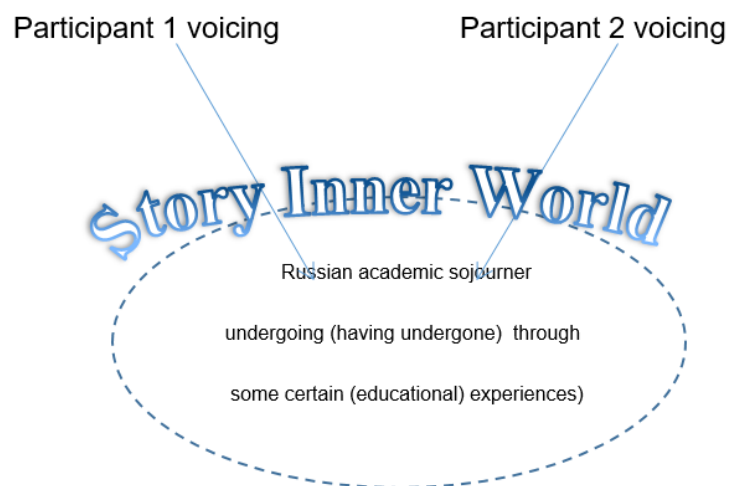 Participant 1 voicing
Participant 2 voicing
Story Inner World
Russian academic sojourner
undergoing (having undergone) through
some certain (educational) experiences)